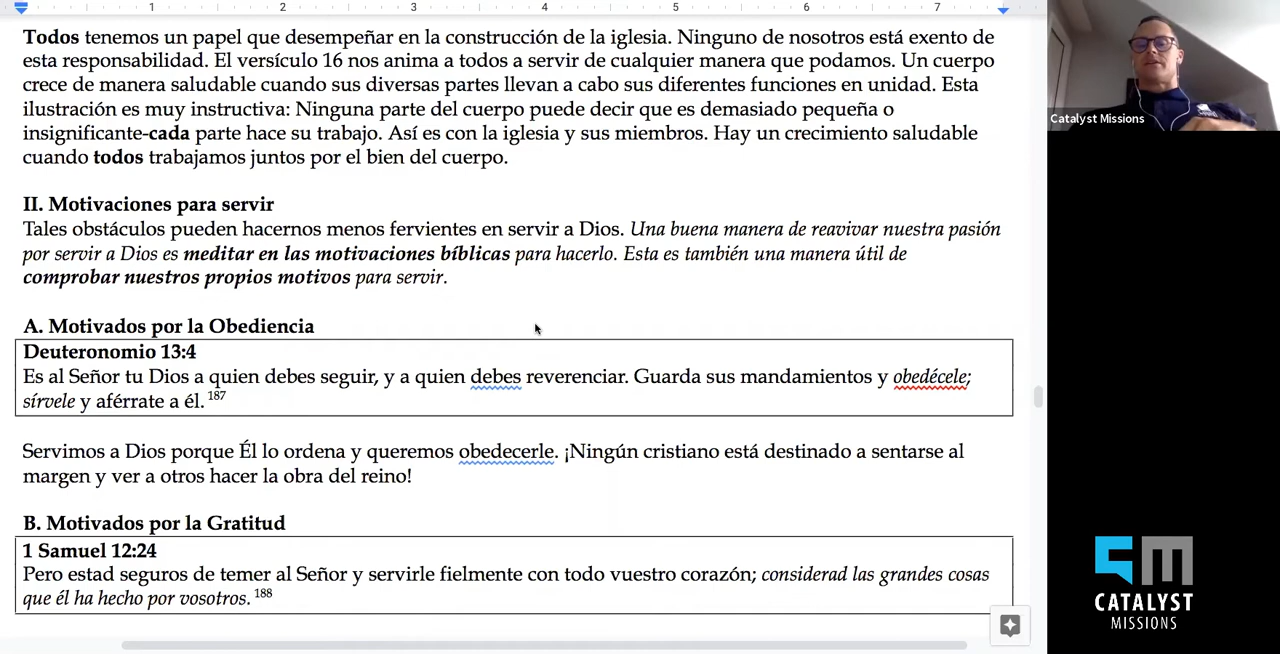 1 2 3 4 5 6 7
Todos tenemos un papel que desempeñar en la construcción de la iglesia. Ninguno de nosotros está exento de
esta responsabilidad. El versículo 16 nos anima a todos a servir de cualquier manera que podamos. Un cuerpo
crece de manera saludable cuando sus diversas partes llevan a cabo sus diferentes funciones en unidad. Esta
ilustración es muy instructiva: Ninguna parte del cuerpo puede decir que es demasiado pequeña o
insignificante-cada parte hace su trabajo. Así es con la iglesia y sus miembros. Hay un crecimiento saludable
cuando todos trabajamos juntos por el bien del cuerpo.
II. Motivaciones para servir
Tales obstáculos pueden hacernos menos fervientes en servir a Dios. Una buena manera de reavivar nuestra pasión
por servir a Dios es meditar en las motivaciones bíblicas para hacerlo. Esta es también una manera útil de
comprobar nuestros propios motivos para servir.
A. Motivados por la Obediencia
Deuteronomio 13:4
Es al Señor tu Dios a quien debes seguir, y a quien debes reverenciar. Guarda sus mandamientos y obedécele;
sírvele y aférrate a él. 187
Servimos a Dios porque Él lo ordena y queremos obedecerle. ¡Ningún cristiano está destinado a sentarse al
margen y ver a otros hacer la obra del reino!
B. Motivados por la Gratitud
1 Samuel 12:24
Pero estad seguros de temer al Señor y servirle fielmente con todo vuestro corazón; considerad las grandes cosas
que él ha hecho por vosotros. 188
Catalyst Missions
CATALYST
MISSIONS